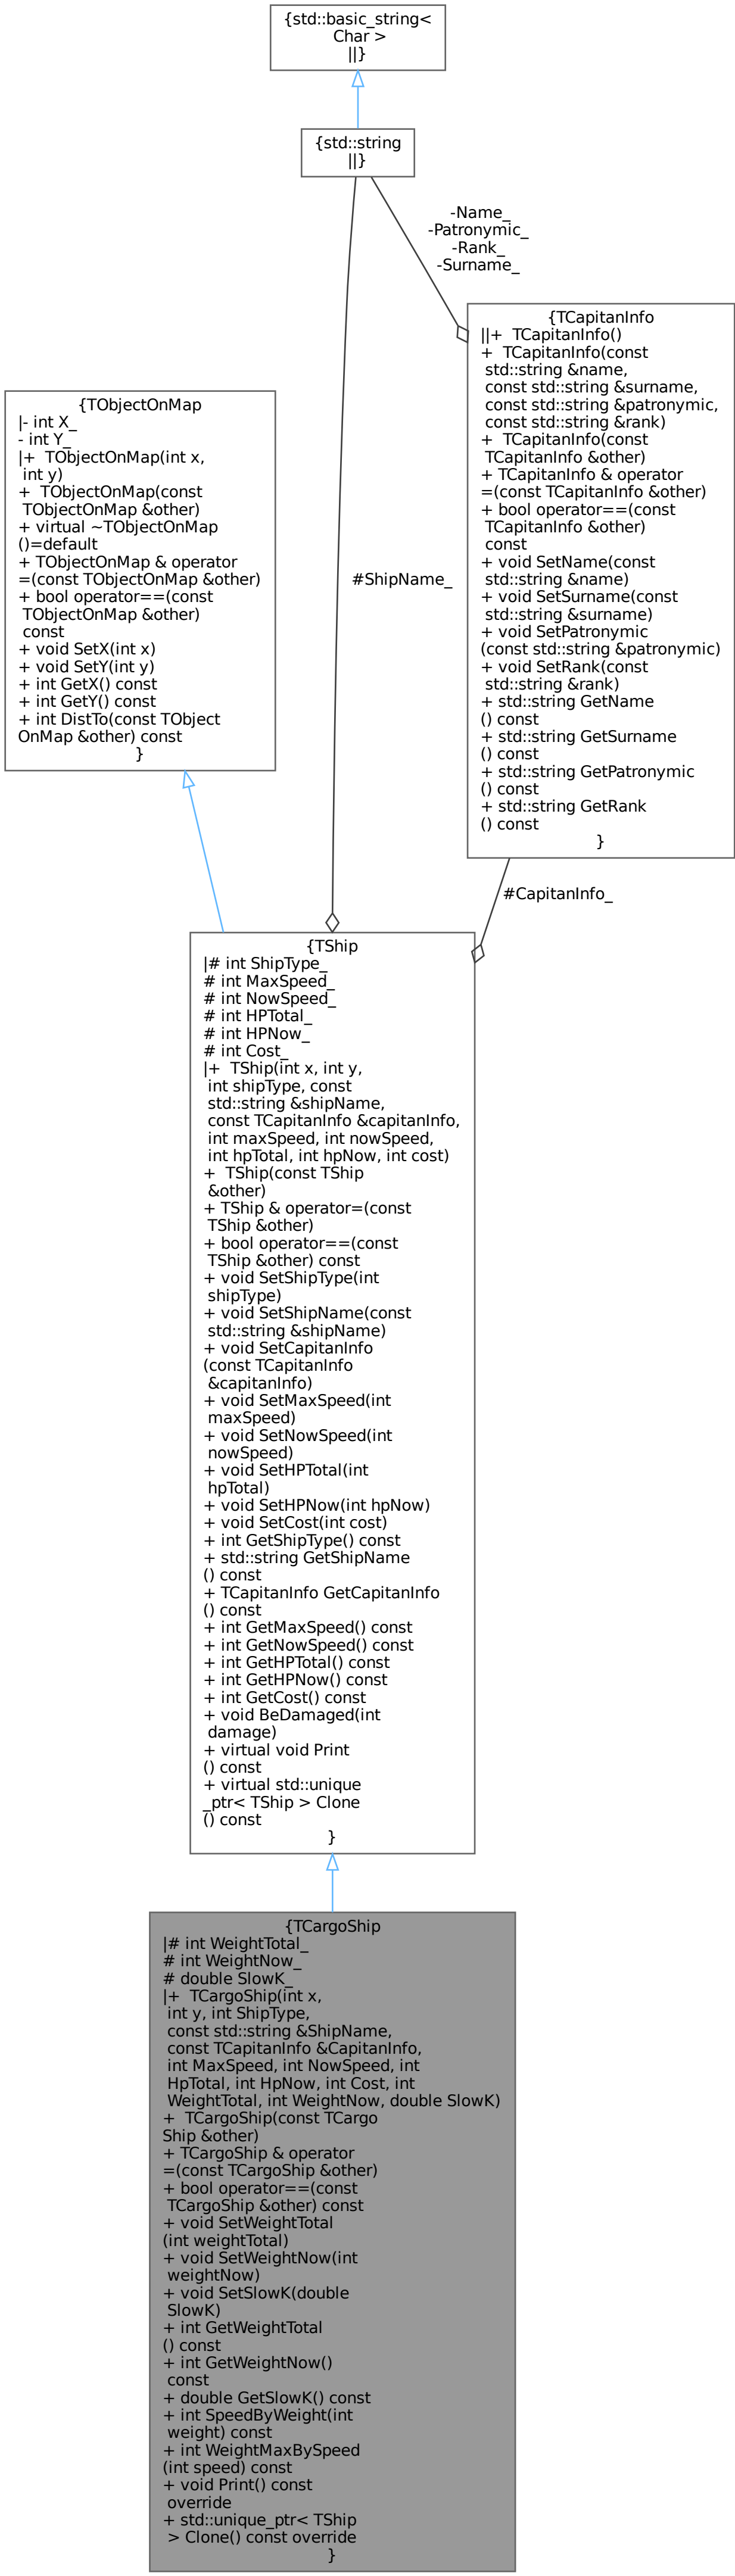 {std::basic_string<
Char >
||}
{std::string
||}
-Name_
-Patronymic_
-Rank_
-Surname_
{TCapitanInfo
||+  TCapitanInfo()
+  TCapitanInfo(const
std::string &name,
const std::string &surname,
const std::string &patronymic,
const std::string &rank)
+  TCapitanInfo(const
TCapitanInfo &other)
+ TCapitanInfo & operator
=(const TCapitanInfo &other)
+ bool operator==(const
TCapitanInfo &other)
const
+ void SetName(const
std::string &name)
+ void SetSurname(const
std::string &surname)
+ void SetPatronymic
(const std::string &patronymic)
+ void SetRank(const
std::string &rank)
+ std::string GetName
() const
+ std::string GetSurname
() const
+ std::string GetPatronymic
() const
+ std::string GetRank
() const
}
{TObjectOnMap
|- int X_
- int Y_
|+  TObjectOnMap(int x,
int y)
+  TObjectOnMap(const
TObjectOnMap &other)
+ virtual ~TObjectOnMap
()=default
+ TObjectOnMap & operator
=(const TObjectOnMap &other)
+ bool operator==(const
TObjectOnMap &other)
const
+ void SetX(int x)
+ void SetY(int y)
+ int GetX() const
+ int GetY() const
+ int DistTo(const TObject
OnMap &other) const
}
#ShipName_
#CapitanInfo_
{TShip
|# int ShipType_
# int MaxSpeed_
# int NowSpeed_
# int HPTotal_
# int HPNow_
# int Cost_
|+  TShip(int x, int y,
int shipType, const
std::string &shipName,
const TCapitanInfo &capitanInfo,
int maxSpeed, int nowSpeed,
int hpTotal, int hpNow, int cost)
+  TShip(const TShip
&other)
+ TShip & operator=(const
TShip &other)
+ bool operator==(const
TShip &other) const
+ void SetShipType(int
shipType)
+ void SetShipName(const
std::string &shipName)
+ void SetCapitanInfo
(const TCapitanInfo
&capitanInfo)
+ void SetMaxSpeed(int
maxSpeed)
+ void SetNowSpeed(int
nowSpeed)
+ void SetHPTotal(int
hpTotal)
+ void SetHPNow(int hpNow)
+ void SetCost(int cost)
+ int GetShipType() const
+ std::string GetShipName
() const
+ TCapitanInfo GetCapitanInfo
() const
+ int GetMaxSpeed() const
+ int GetNowSpeed() const
+ int GetHPTotal() const
+ int GetHPNow() const
+ int GetCost() const
+ void BeDamaged(int
damage)
+ virtual void Print
() const
+ virtual std::unique
_ptr< TShip > Clone
() const
}
{TCargoShip
|# int WeightTotal_
# int WeightNow_
# double SlowK_
|+  TCargoShip(int x,
int y, int ShipType,
const std::string &ShipName,
const TCapitanInfo &CapitanInfo,
int MaxSpeed, int NowSpeed, int
HpTotal, int HpNow, int Cost, int
WeightTotal, int WeightNow, double SlowK)
+  TCargoShip(const TCargo
Ship &other)
+ TCargoShip & operator
=(const TCargoShip &other)
+ bool operator==(const
TCargoShip &other) const
+ void SetWeightTotal
(int weightTotal)
+ void SetWeightNow(int
weightNow)
+ void SetSlowK(double
SlowK)
+ int GetWeightTotal
() const
+ int GetWeightNow()
const
+ double GetSlowK() const
+ int SpeedByWeight(int
weight) const
+ int WeightMaxBySpeed
(int speed) const
+ void Print() const
override
+ std::unique_ptr< TShip
> Clone() const override
}